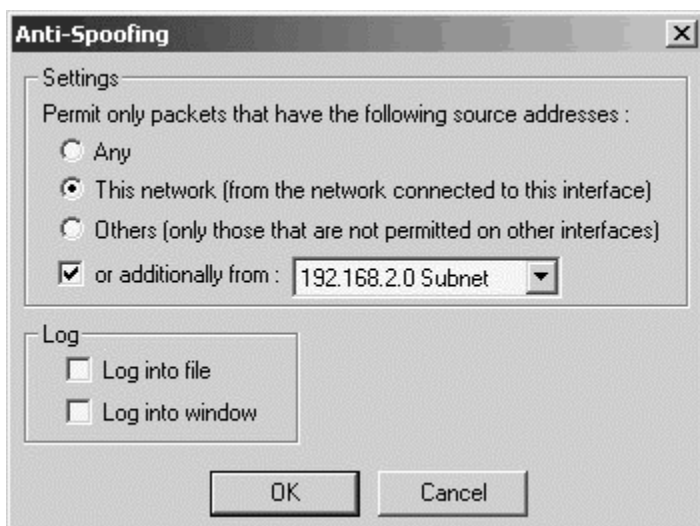 Anti-Spoofing
Settings
Permit only packets that have the following source addresses :
Any
This network (from the network connected to this interface)
Others (only those that are not permitted on other interfaces)
or additionally from : 192.168.2.0 Subnet
Log
Log into file
Log into window
OK Cancel